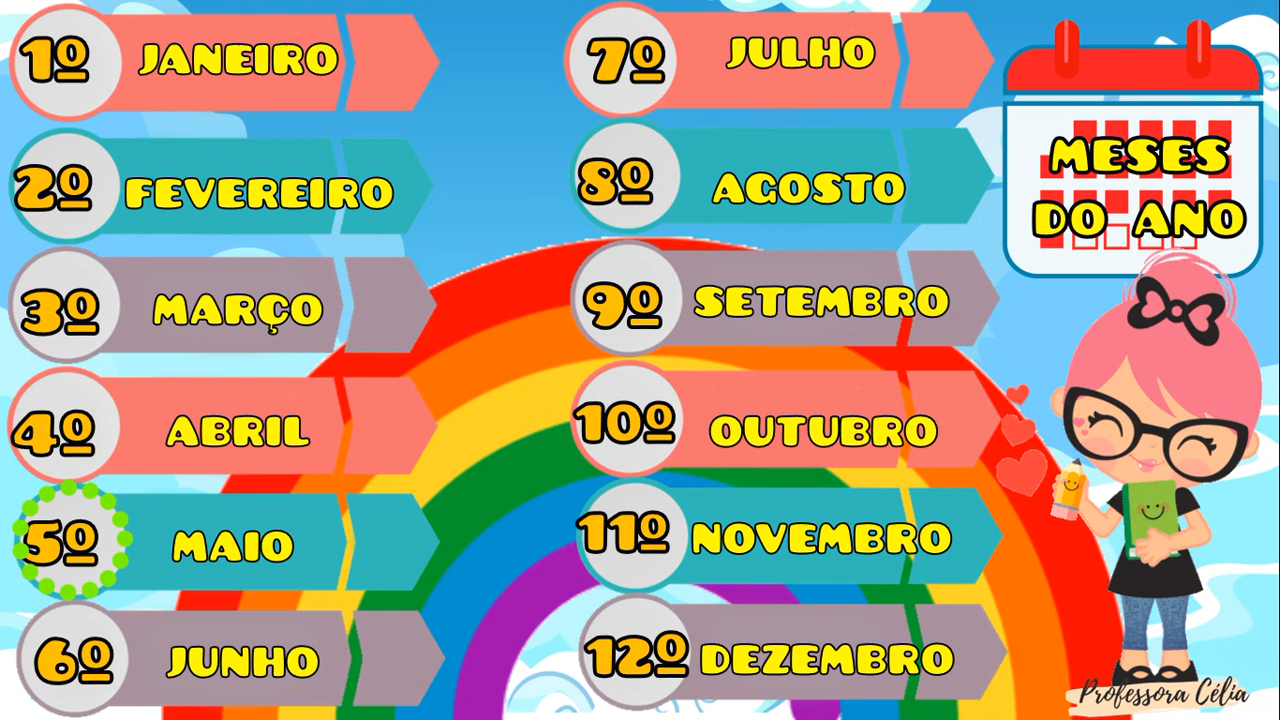 1º JANEIRO
2º FEVEREIRO
3º MARÇO
4º ABRIL
5º MAIO
6º JUNHO
7º JULHO
8º AGOSTO
9º SETEMBRO
10º OUTUBRO
11º NOVEMBRO
12º DEZEMBRO
MESES
DO ANO
Professora Célia